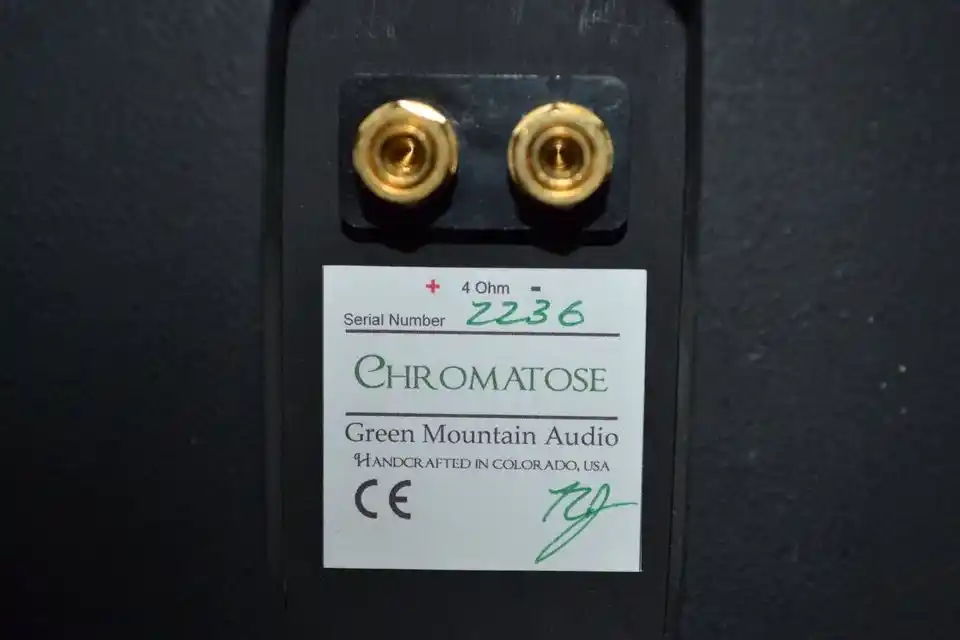 + 4 Ohm -
Serial Number 2236
CHROMATOSE
Green Mountain Audio
HANDCRAFTED IN COLORADO, USA
CE